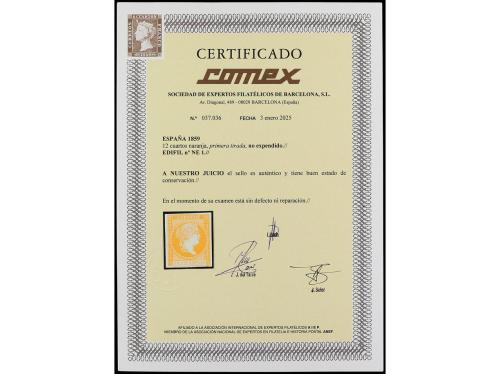 CERTIFICADO
comex
SOCIEDAD DE EXPERTOS FILATÉLICOS DE BARCELONA, S.L.
Av. Diagonal, 489 - 08029 BARCELONA (España)
N.º 037.036 FECHA 3 enero 2025
ESPAÑA 1859
12 cuartos naranja, primera tirada, no expendido.//
EDIFIL nº NE 1.//
A NUESTRO JUICIO el sello es auténtico y tiene buen estado de
conservación.//
En el momento de su examen está sin defecto ni reparación.//
AFILIADO A LA ASOCIACIÓN INTERNACIONAL DE EXPERTOS FILATÉLICOS A I E P.
MIEMBRO DE LA ASOCIACIÓN NACIONAL DE EXPERTOS EN FILATELIA E HISTORIA POSTAL ANEF.